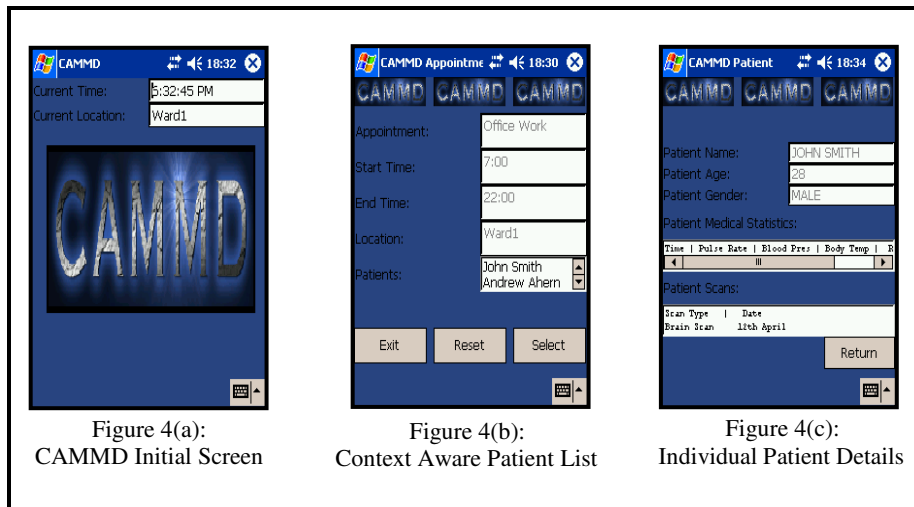 CAMMD 18:32
Current Time: 5:32:45 PM
Current Location: Ward1
CAMMD
Figure 4(a):
CAMMD Initial Screen
CAMMD Appointme 18:30
CAMMD CAMMD CAMMD
Appointment: Office Work
Start Time: 7:00
End Time: 22:00
Location: Ward1
Patients: John Smith
Andrew Ahern
Exit Reset Select
Figure 4(b):
Context Aware Patient List
CAMMD Patient 18:34
CAMMD CAMMD CAMMD
Patient Name: JOHN SMITH
Patient Age: 28
Patient Gender: MALE
Patient Medical Statistics:
Time | Pulse Rate | Blood Pres | Body Temp | R
Patient Scans:
Scan Type | Date
Brain Scan 12th April
Return
Figure 4(c):
Individual Patient Details